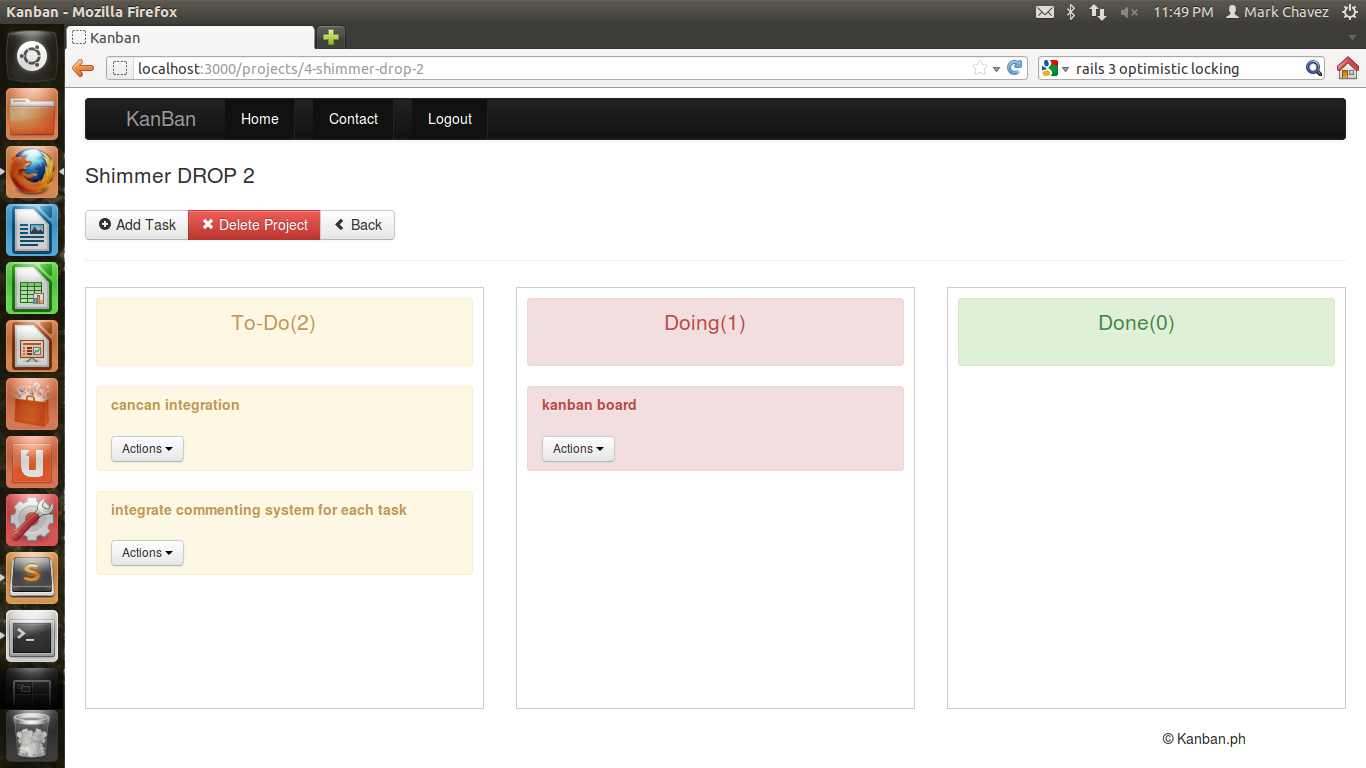 Kanban - Mozilla Firefox
11:49 PM Mark Chavez
Kanban
localhost:3000/projects/4-shimmer-drop-2
rails 3 optimistic locking
KanBan Home Contact Logout
Shimmer DROP 2
Add Task Delete Project Back
To-Do(2)
cancan integration
Actions
integrate commenting system for each task
Actions
Doing(1)
kanban board
Actions
Done(0)
© Kanban.ph